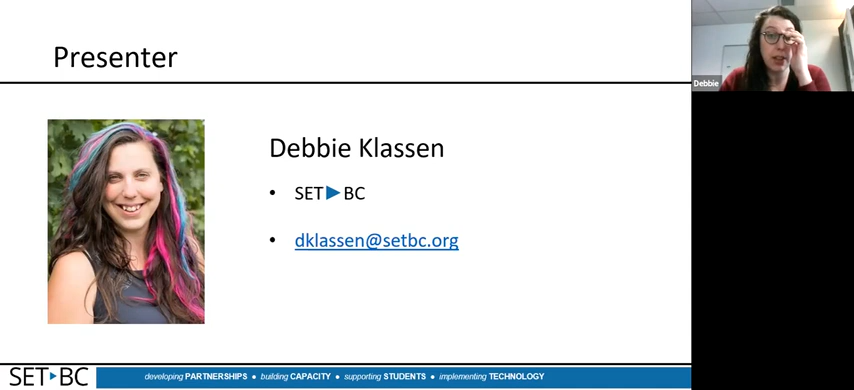 Presenter
Debbie
Debbie Klassen
• SET▶BC
• dklassen@setbc.org
SET▶BC
developing PARTNERSHIPS ● building CAPACITY ● supporting STUDENTS ● implementing TECHNOLOGY